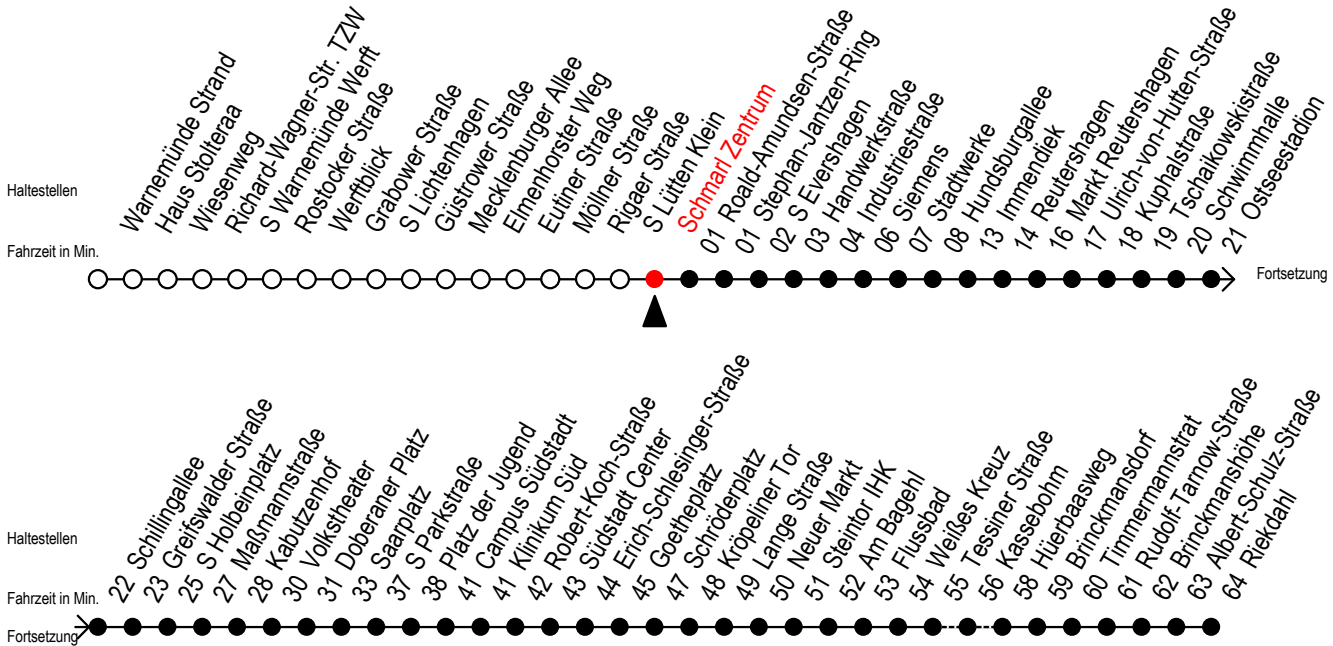 Haltestellen
Warnemünde Strand
Haus Stolteraa
Wiesenweg
Richard-Wagner-Str. TZW
S Warnemünde Werft
Rostocker Straße
Werftblick
Grabower Straße
S Lichtenhagen
Güstrower Straße
Mecklenburger Allee
Elmenhorster Weg
Eutiner Straße
Möllner Straße
Rigaer Straße
S Lütten Klein
Schmarl Zentrum
01 Roald-Amundsen-Straße
01 Stephan-Jantzen-Ring
02 S Evershagen
03 Handwerkstraße
04 Industriestraße
06 Siemens
07 Stadtwerke
08 Hundsburgallee
13 Immendiek
14 Reutershagen
16 Markt Reutershagen
17 Ulrich-von-Hutten-Straße
18 Kuphalstraße
19 Tschaikowskistraße
20 Schwimmhalle
21 Ostseestadion
Fahrzeit in Min.
Fortsetzung
Haltestellen
22 Schillingallee
23 Greifswalder Straße
25 S Holbeinplatz
27 Maßmannstraße
28 Kabutzenhof
30 Volkstheater
31 Doberaner Platz
33 Saarplatz
37 S Parkstraße
38 Platz der Jugend
41 Campus Südstadt
41 Klinikum Süd
42 Robert-Koch-Straße
43 Südstadt Center
44 Erich-Schlesinger-Straße
45 Goetheplatz
47 Schröderplatz
48 Kröpeliner Tor
49 Lange Straße
50 Neuer Markt
51 Steintor IHK
52 Am Bagehl
53 Flussbad
54 Weißes Kreuz
55 Tessiner Straße
56 Kassebohm
58 Hüerbaasweg
59 Brinckmansdorf
60 Timmermannstrat
61 Rudolf-Tarnow-Straße
62 Brinckmanshöhe
63 Albert-Schulz-Straße
64 Riekdahl
Fahrzeit in Min.
Fortsetzung